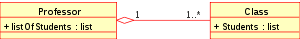 Professor
+ listOfStudents : list
1
1..*
Class
+ Students : list